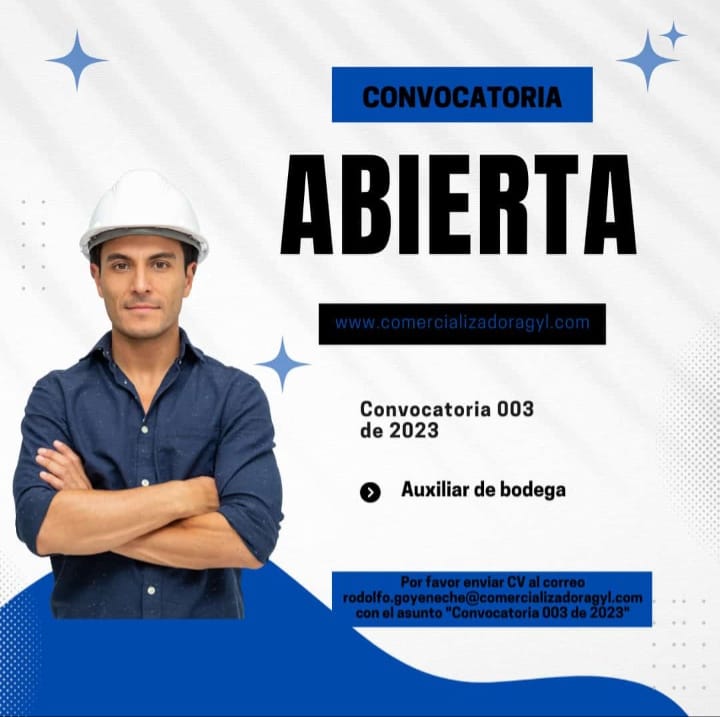 CONVOCATORIA
ABIERTA
www.comercializadoragyl.com
Convocatoria 003
de 2023
Auxiliar de bodega
Por favor enviar CV al correo
rodolfo.goyeneche@comercializadoragyl.com
con el asunto "Convocatoria 003 de 2023"